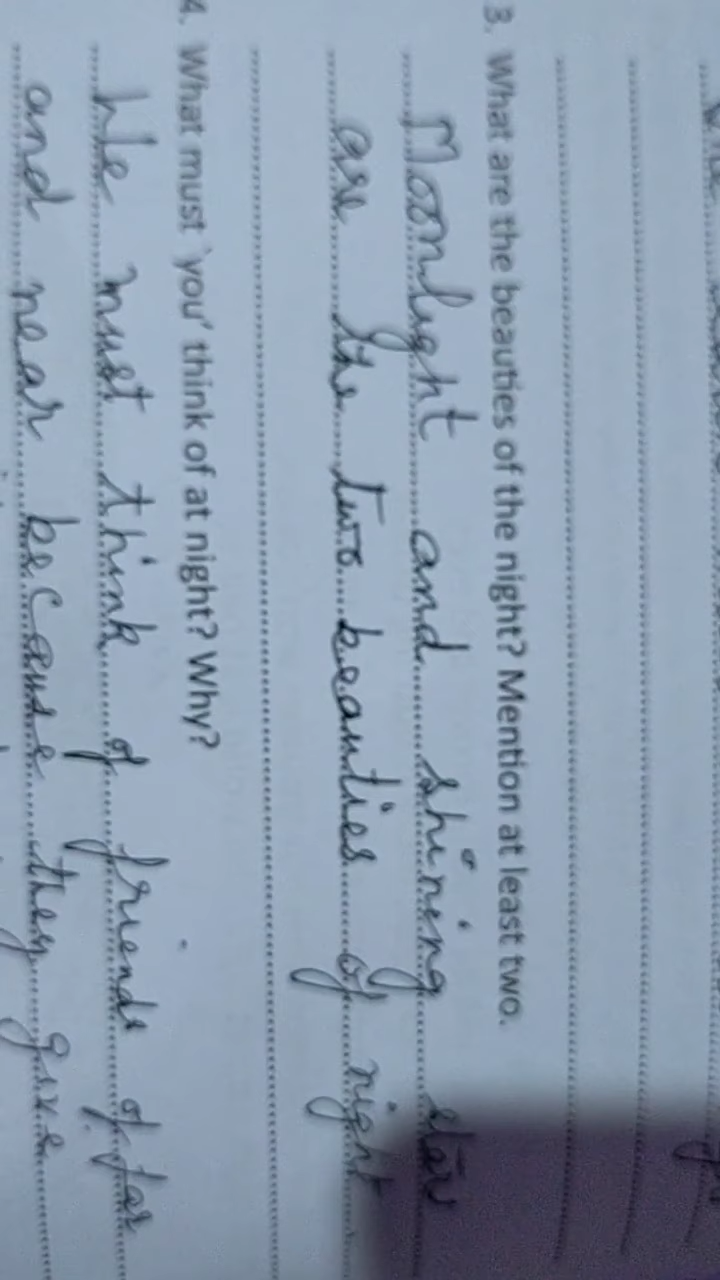 3. What are the beauties of the night? Mention at least two.
Moonlight and shining star
are the two beauties of night
4. What must 'you' think of at night? Why?
We must think of friends of far
and near because they give